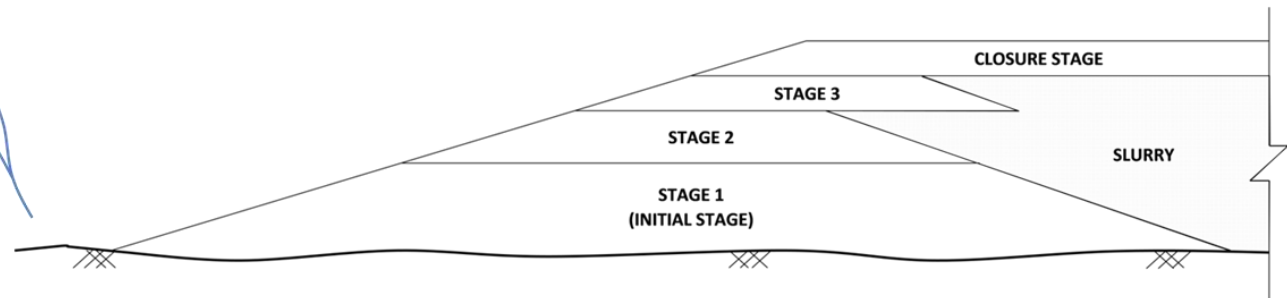 CLOSURE STAGE
STAGE 3
STAGE 2
SLURRY
STAGE 1
(INITIAL STAGE)